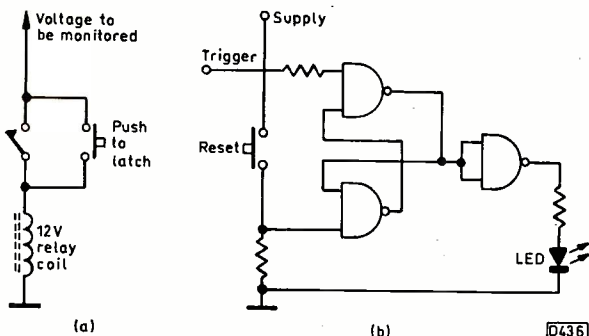 Voltage to
be monitored
Push
to
latch
12V
relay
coil
(a)
Supply
Trigger
Reset
LED
(b)
D436